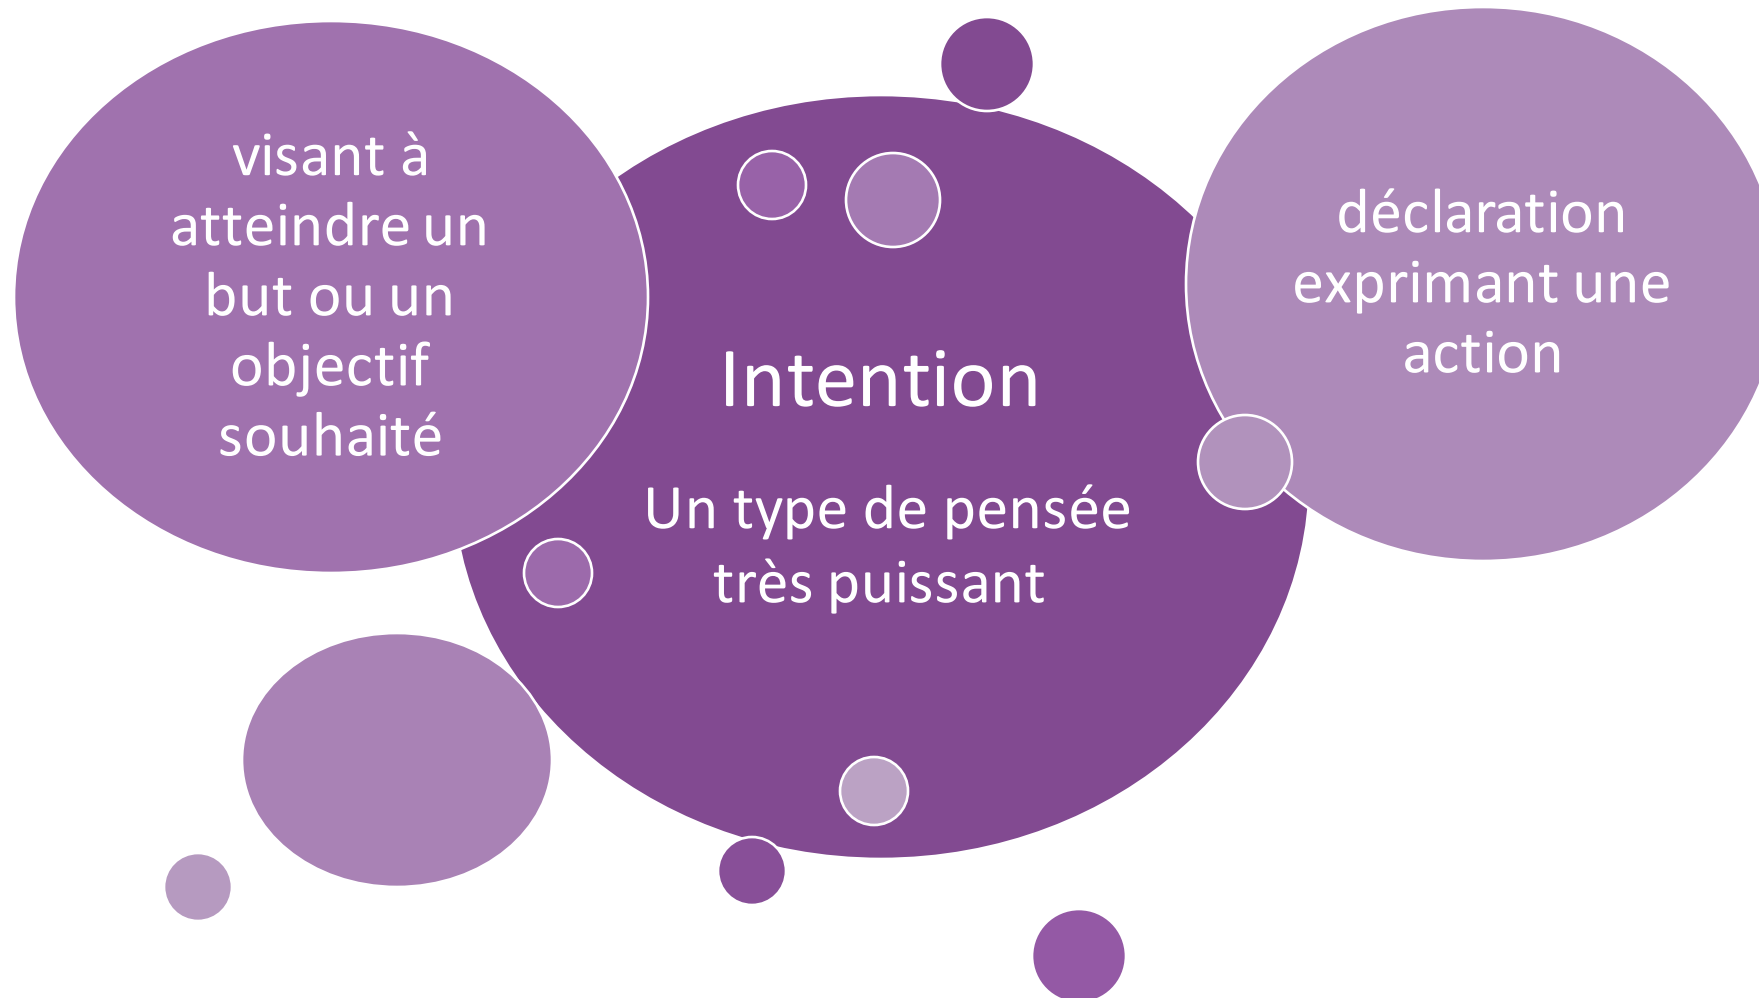 visant à
atteindre un
but ou un
objectif
souhaité
Intention
Un type de pensée
très puissant
déclaration
exprimant une
action